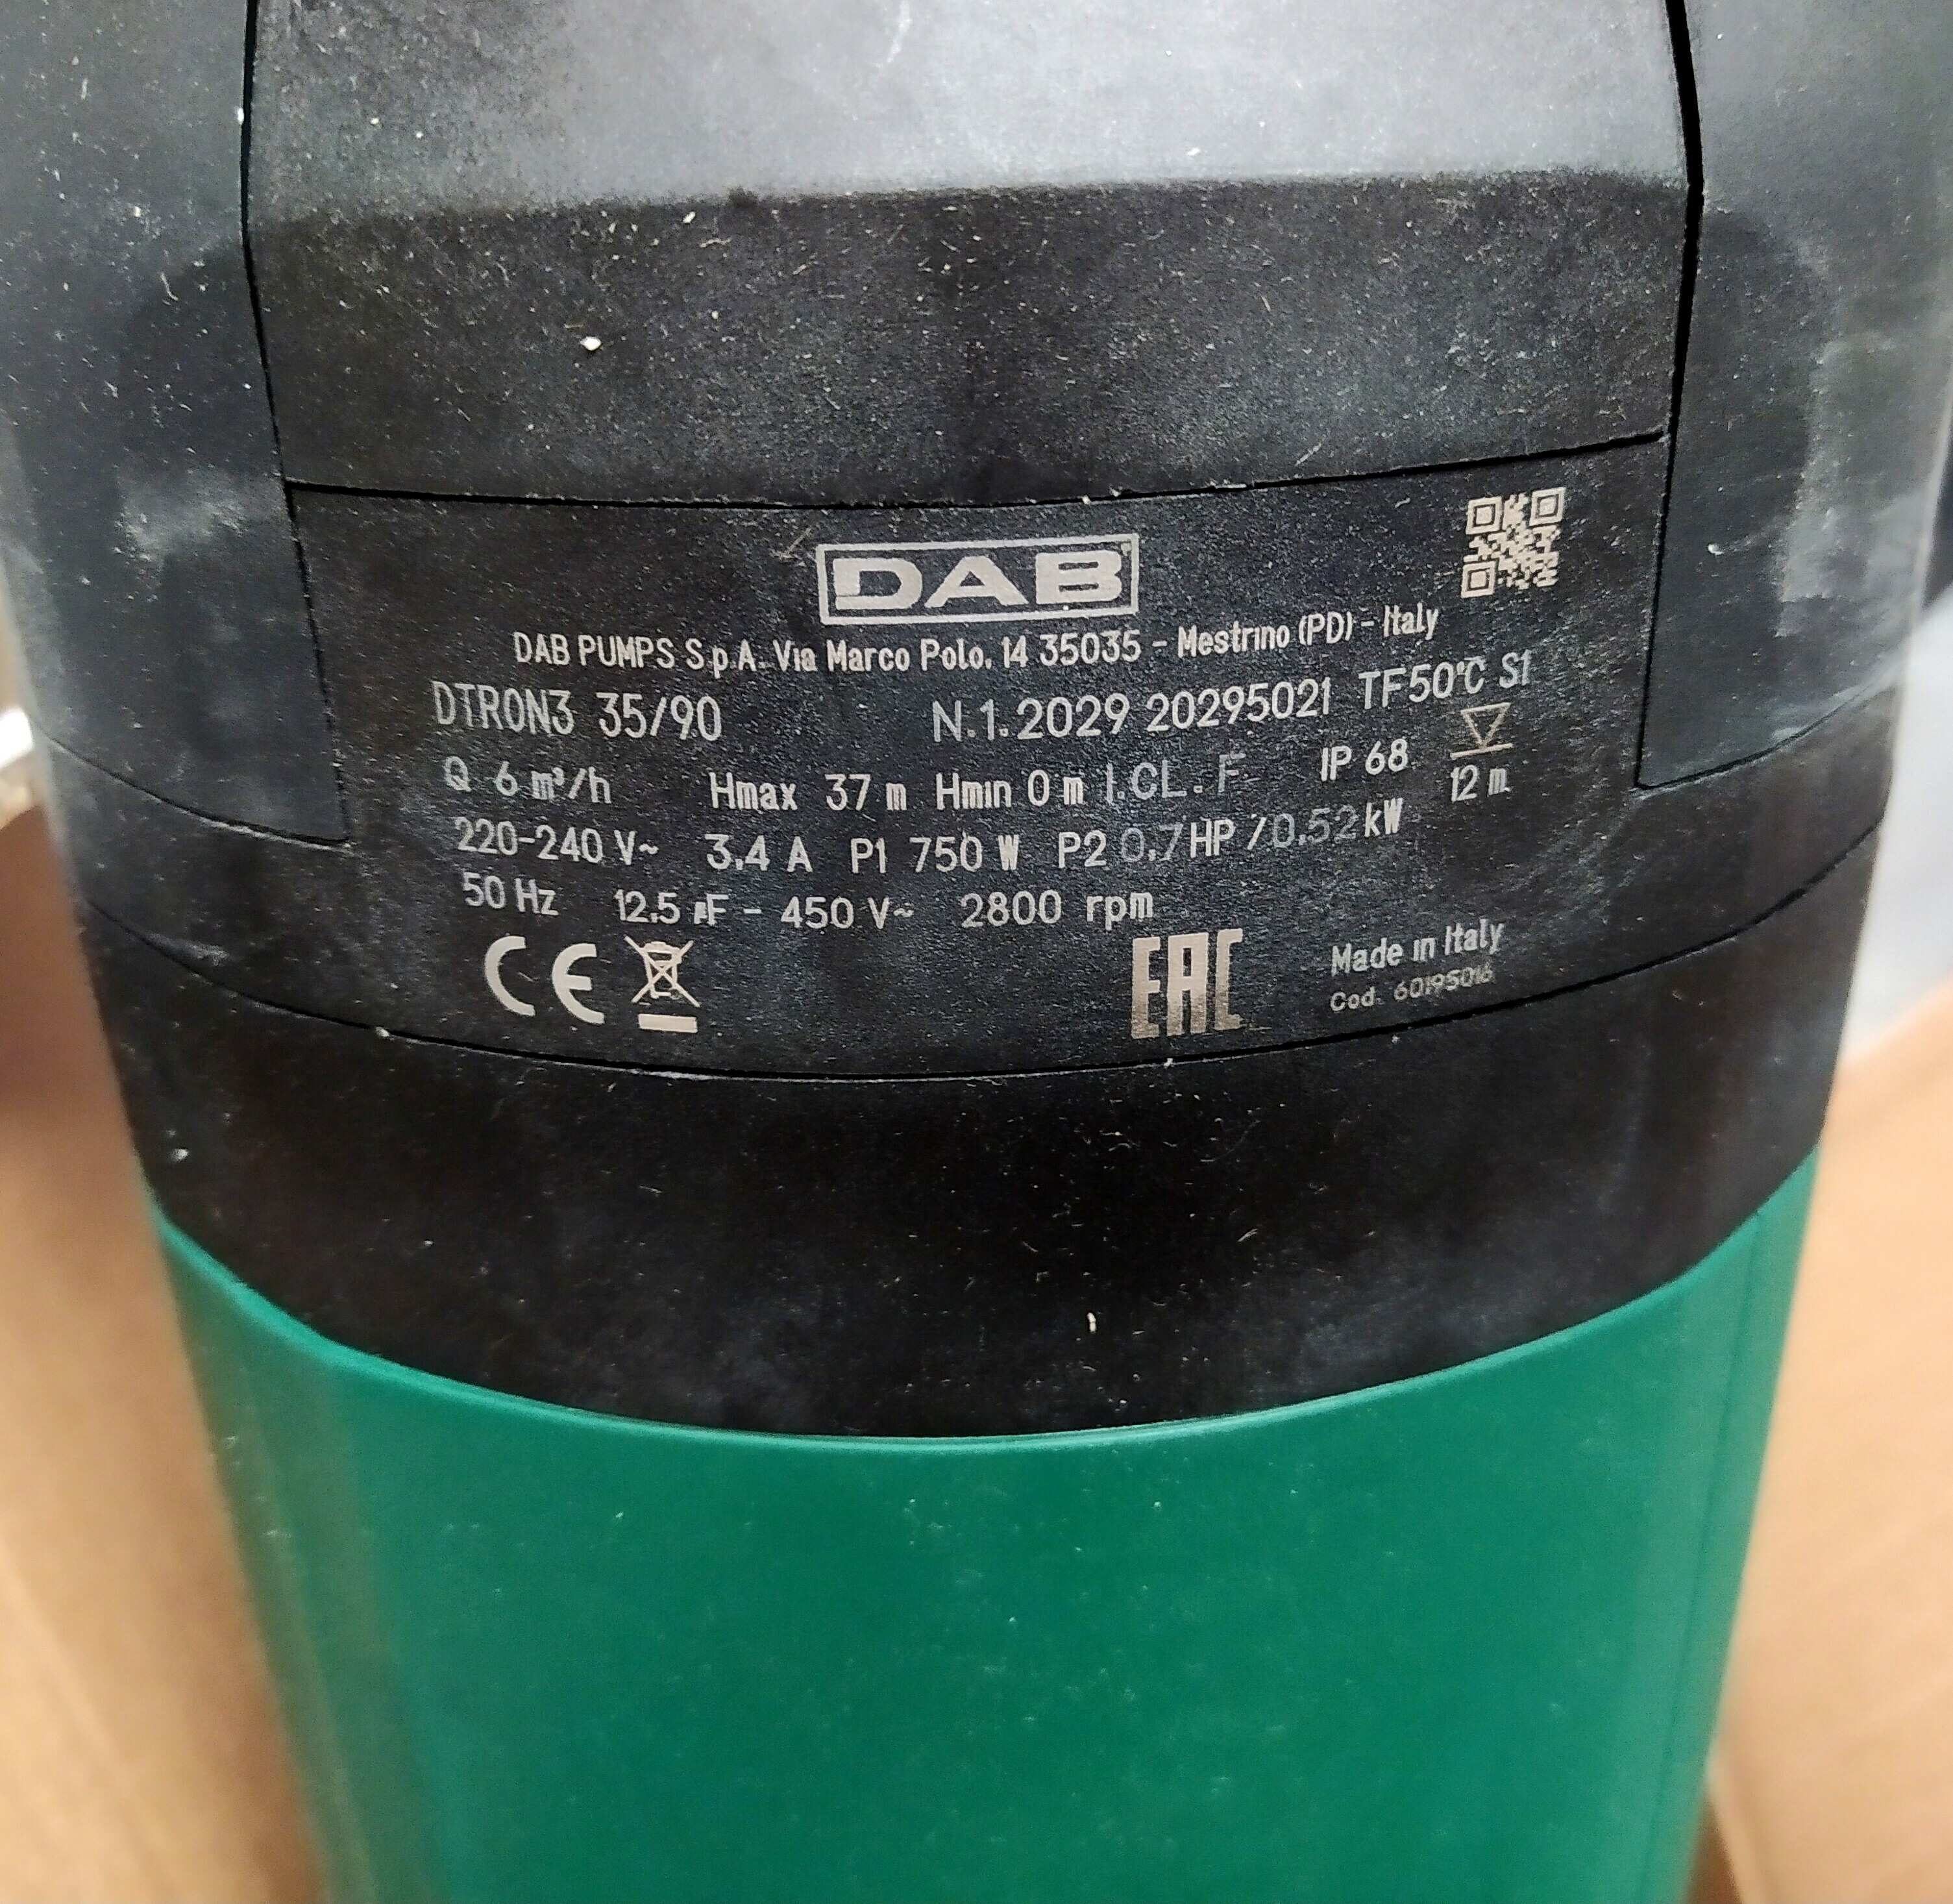 DAB
DAB PUMPS S.p.A. Via Marco Polo, 14 35035 - Mestrino (PD) - Italy
DTRON3 35/90 N.1.2029 20295021 TF50°C S1
Q 6 m³/h Hmax 37 m Hmin 0 m I.CL. F IP 68
12 m
220-240 V~ 3.4 A P1 750 W P2 0.7 HP / 0.52 kW
50 Hz 12.5 µF - 450 V~ 2800 rpm
CE EAC Made in Italy
Cod. 60195016